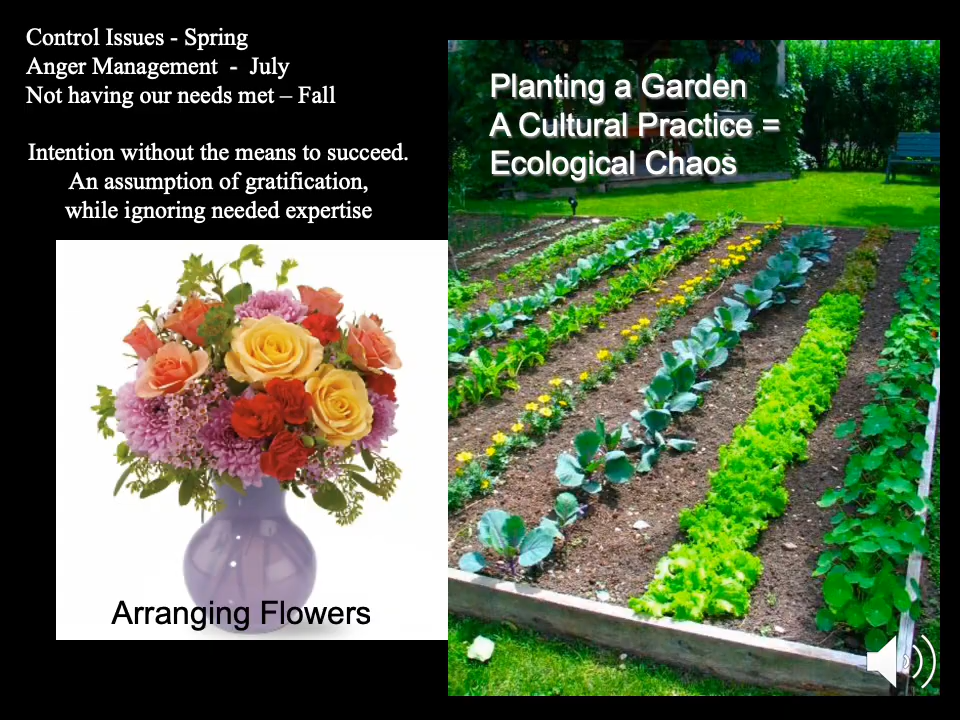 Control Issues - Spring
Anger Management  -  July
Not having our needs met – Fall
Intention without the means to succeed.
An assumption of gratification,
while ignoring needed expertise
Planting a Garden
A Cultural Practice =
Ecological Chaos
Arranging Flowers